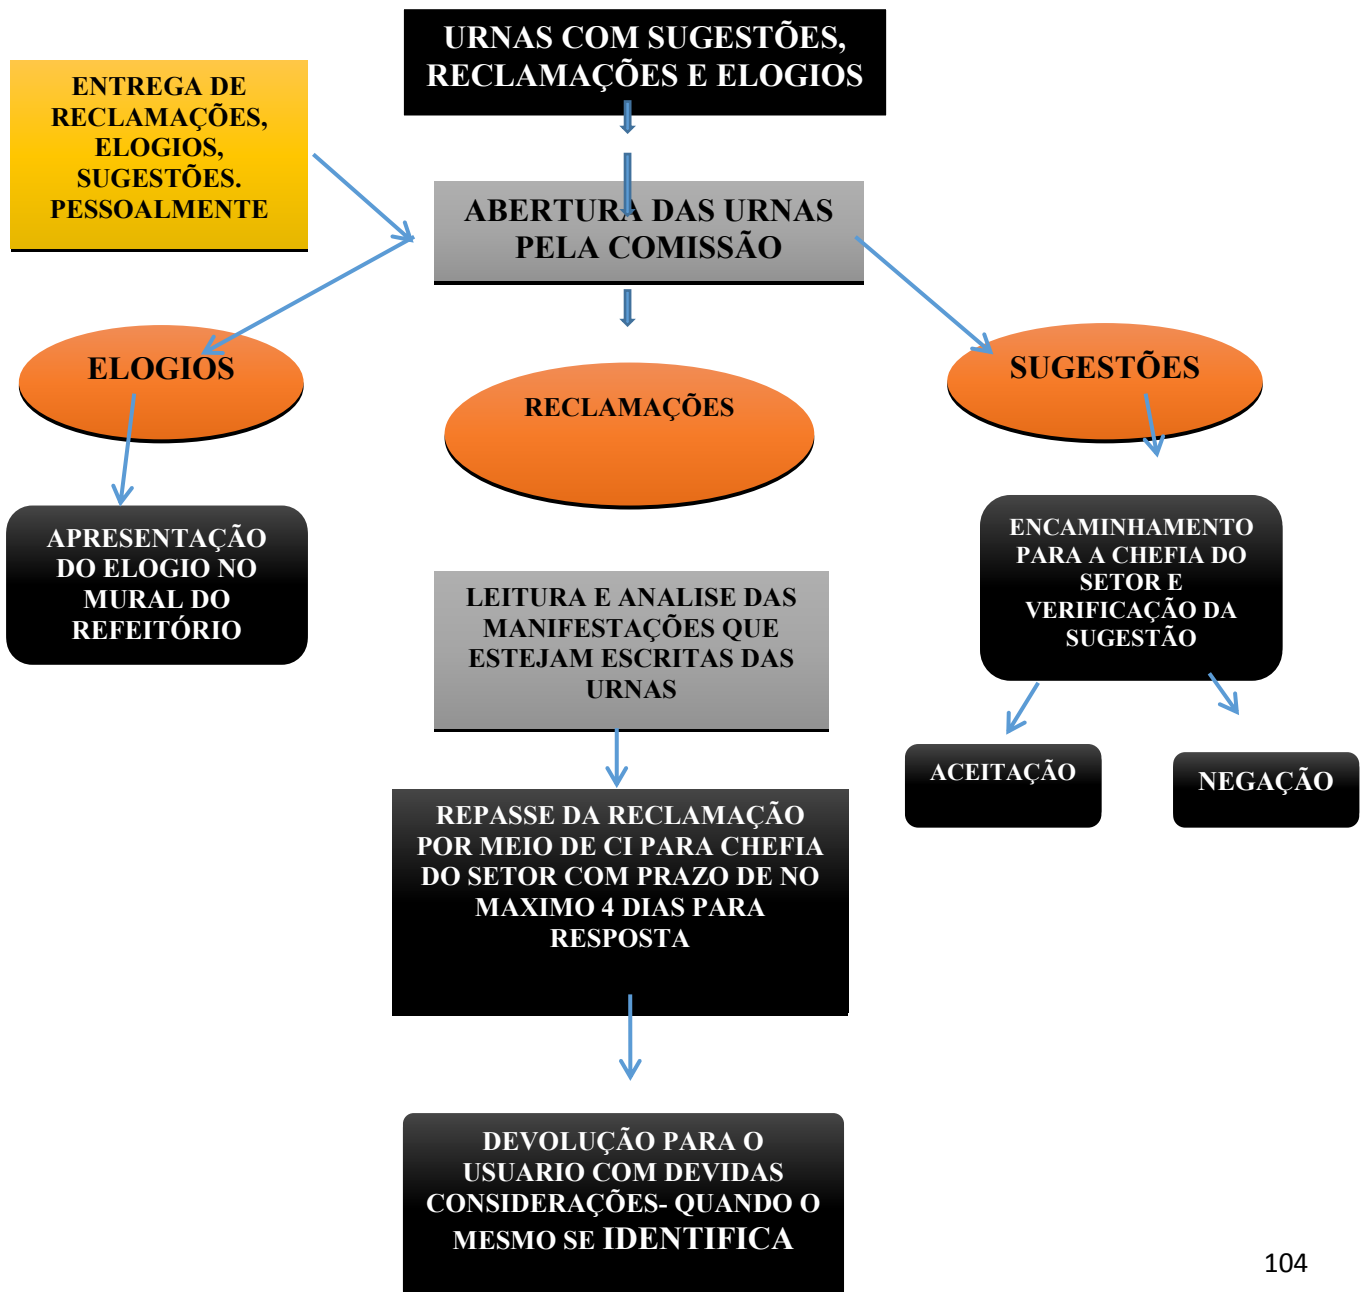 URNAS COM SUGESTÕES,
RECLAMAÇÕES E ELOGIOS
ENTREGA DE
RECLAMAÇÕES,
ELOGIOS,
SUGESTÕES.
PESSOALMENTE
ABERTURA DAS URNAS
PELA COMISSÃO
ELOGIOS
RECLAMAÇÕES
SUGESTÕES
APRESENTAÇÃO
DO ELOGIO NO
MURAL DO
REFEITÓRIO
LEITURA E ANALISE DAS
MANIFESTAÇÕES QUE
ESTEJAM ESCRITAS DAS
URNAS
ENCAMINHAMENTO
PARA A CHEFIA DO
SETOR E
VERIFICAÇÃO DA
SUGESTÃO
ACEITAÇÃO
NEGAÇÃO
REPASSE DA RECLAMAÇÃO
POR MEIO DE CI PARA CHEFIA
DO SETOR COM PRAZO DE NO
MAXIMO 4 DIAS PARA
RESPOSTA
DEVOLUÇÃO PARA O
USUARIO COM DEVIDAS
CONSIDERAÇÕES- QUANDO O
MESMO SE IDENTIFICA
104